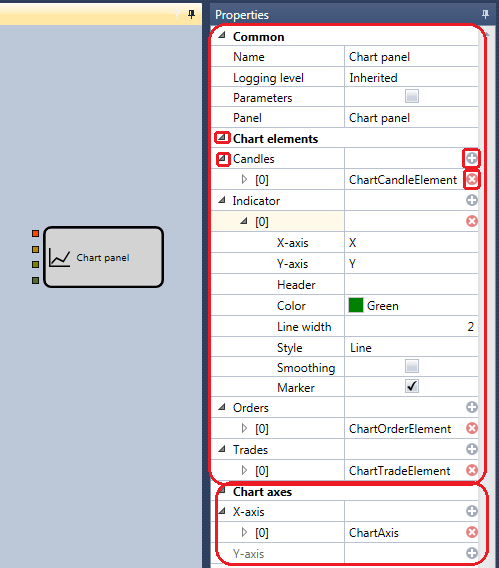 Properties
Common
Name Chart panel
Logging level Inherited
Parameters
Panel Chart panel
Chart elements
Candles
[0] ChartCandleElement
Indicator
[0]
X-axis X
Y-axis Y
Header
Color Green
Line width 2
Style Line
Smoothing
Marker
Orders
[0] ChartOrderElement
Trades
[0] ChartTradeElement
Chart axes
X-axis
[0] ChartAxis
Y-axis
Chart panel